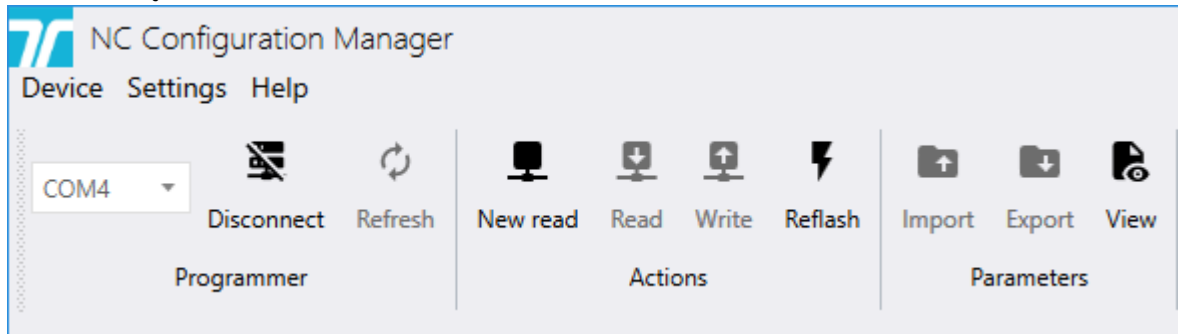 NC Configuration Manager
Device Settings Help
COM4 Disconnect Refresh New read Read Write Reflash Import Export View
Programmer Actions Parameters